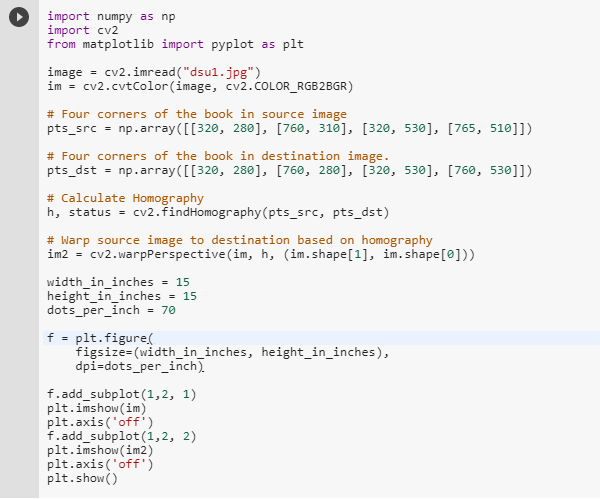 import numpy as np
import cv2
from matplotlib import pyplot as plt
image = cv2.imread("dsu1.jpg")
im = cv2.cvtColor(image, cv2.COLOR_RGB2BGR)
# Four corners of the book in source image
pts_src = np.array([[320, 280], [760, 310], [320, 530], [765, 510]])
# Four corners of the book in destination image.
pts_dst = np.array([[320, 280], [760, 280], [320, 530], [760, 530]])
# Calculate Homography
h, status = cv2.findHomography(pts_src, pts_dst)
# Warp source image to destination based on homography
im2 = cv2.warpPerspective(im, h, (im.shape[1], im.shape[0]))
width_in_inches = 15
height_in_inches = 15
dots_per_inch = 70
f = plt.figure(
    figsize=(width_in_inches, height_in_inches),
    dpi=dots_per_inch)
f.add_subplot(1,2, 1)
plt.imshow(im)
plt.axis('off')
f.add_subplot(1,2, 2)
plt.imshow(im2)
plt.axis('off')
plt.show()